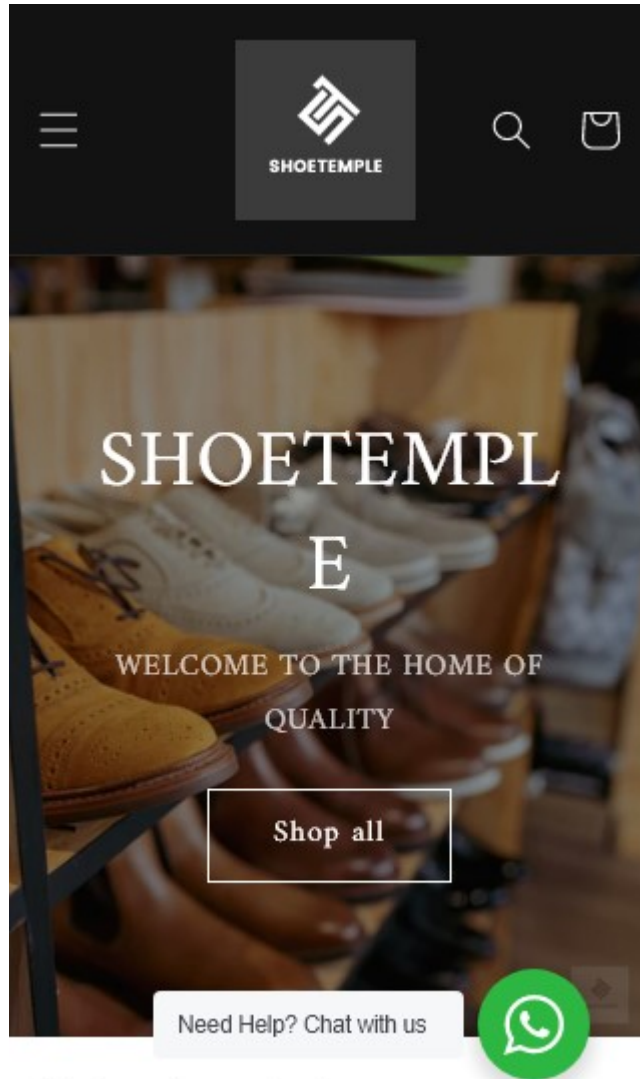 SHOETEMPLE
SHOETEMPL
E
WELCOME TO THE HOME OF
QUALITY
Shop all
Need Help? Chat with us